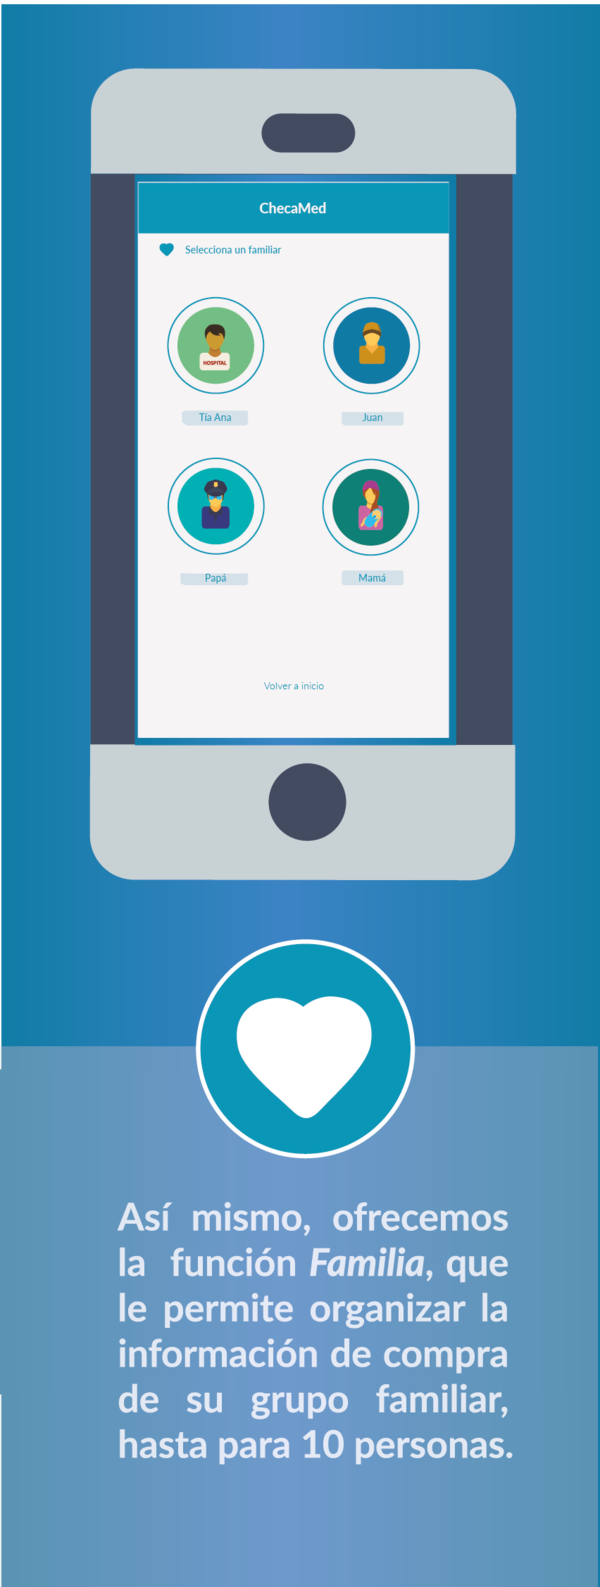 ChecaMed
Selecciona un familiar
HOSPITAL
Tía Ana
Juan
Papá
Mamá
Volver a inicio
Así mismo, ofrecemos
la función Familia, que
le permite organizar la
información de compra
de su grupo familiar,
hasta para 10 personas.